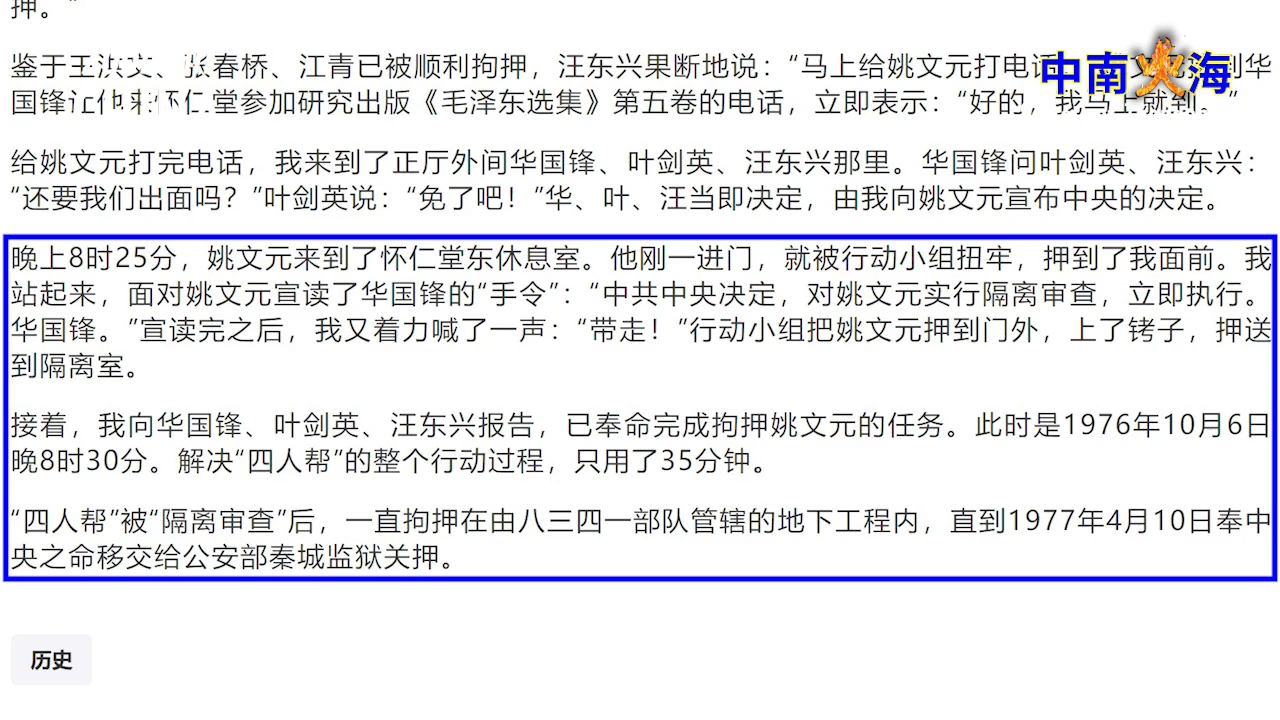 押。”
中南火海
鉴于王洪文、张春桥、江青已被顺利拘押，汪东兴果断地说：“马上给姚文元打电话 到华
国锋让他来怀仁堂参加研究出版《毛泽东选集》第五卷的电话，立即表示：“好的，我马上就到。”
给姚文元打完电话，我来到了正厅外间华国锋、叶剑英、汪东兴那里。华国锋问叶剑英、汪东兴：
“还要我们出面吗？”叶剑英说：“免了吧！”华、叶、汪当即决定，由我向姚文元宣布中央的决定。
晚上8时25分，姚文元来到了怀仁堂东休息室。他刚一进门，就被行动小组扭牢，押到了我面前。我
站起来，面对姚文元宣读了华国锋的“手令”：“中共中央决定，对姚文元实行隔离审查，立即执行。
华国锋。”宣读完之后，我又着力喊了一声：“带走！”行动小组把姚文元押到门外，上了铐子，押送
到隔离室。
接着，我向华国锋、叶剑英、汪东兴报告，已奉命完成拘押姚文元的任务。此时是1976年10月6日
晚8时30分。解决“四人帮”的整个行动过程，只用了35分钟。
“四人帮”被“隔离审查”后，一直拘押在由八三四一部队管辖的地下工程内，直到1977年4月10日奉中
央之命移交给公安部秦城监狱关押。
历史